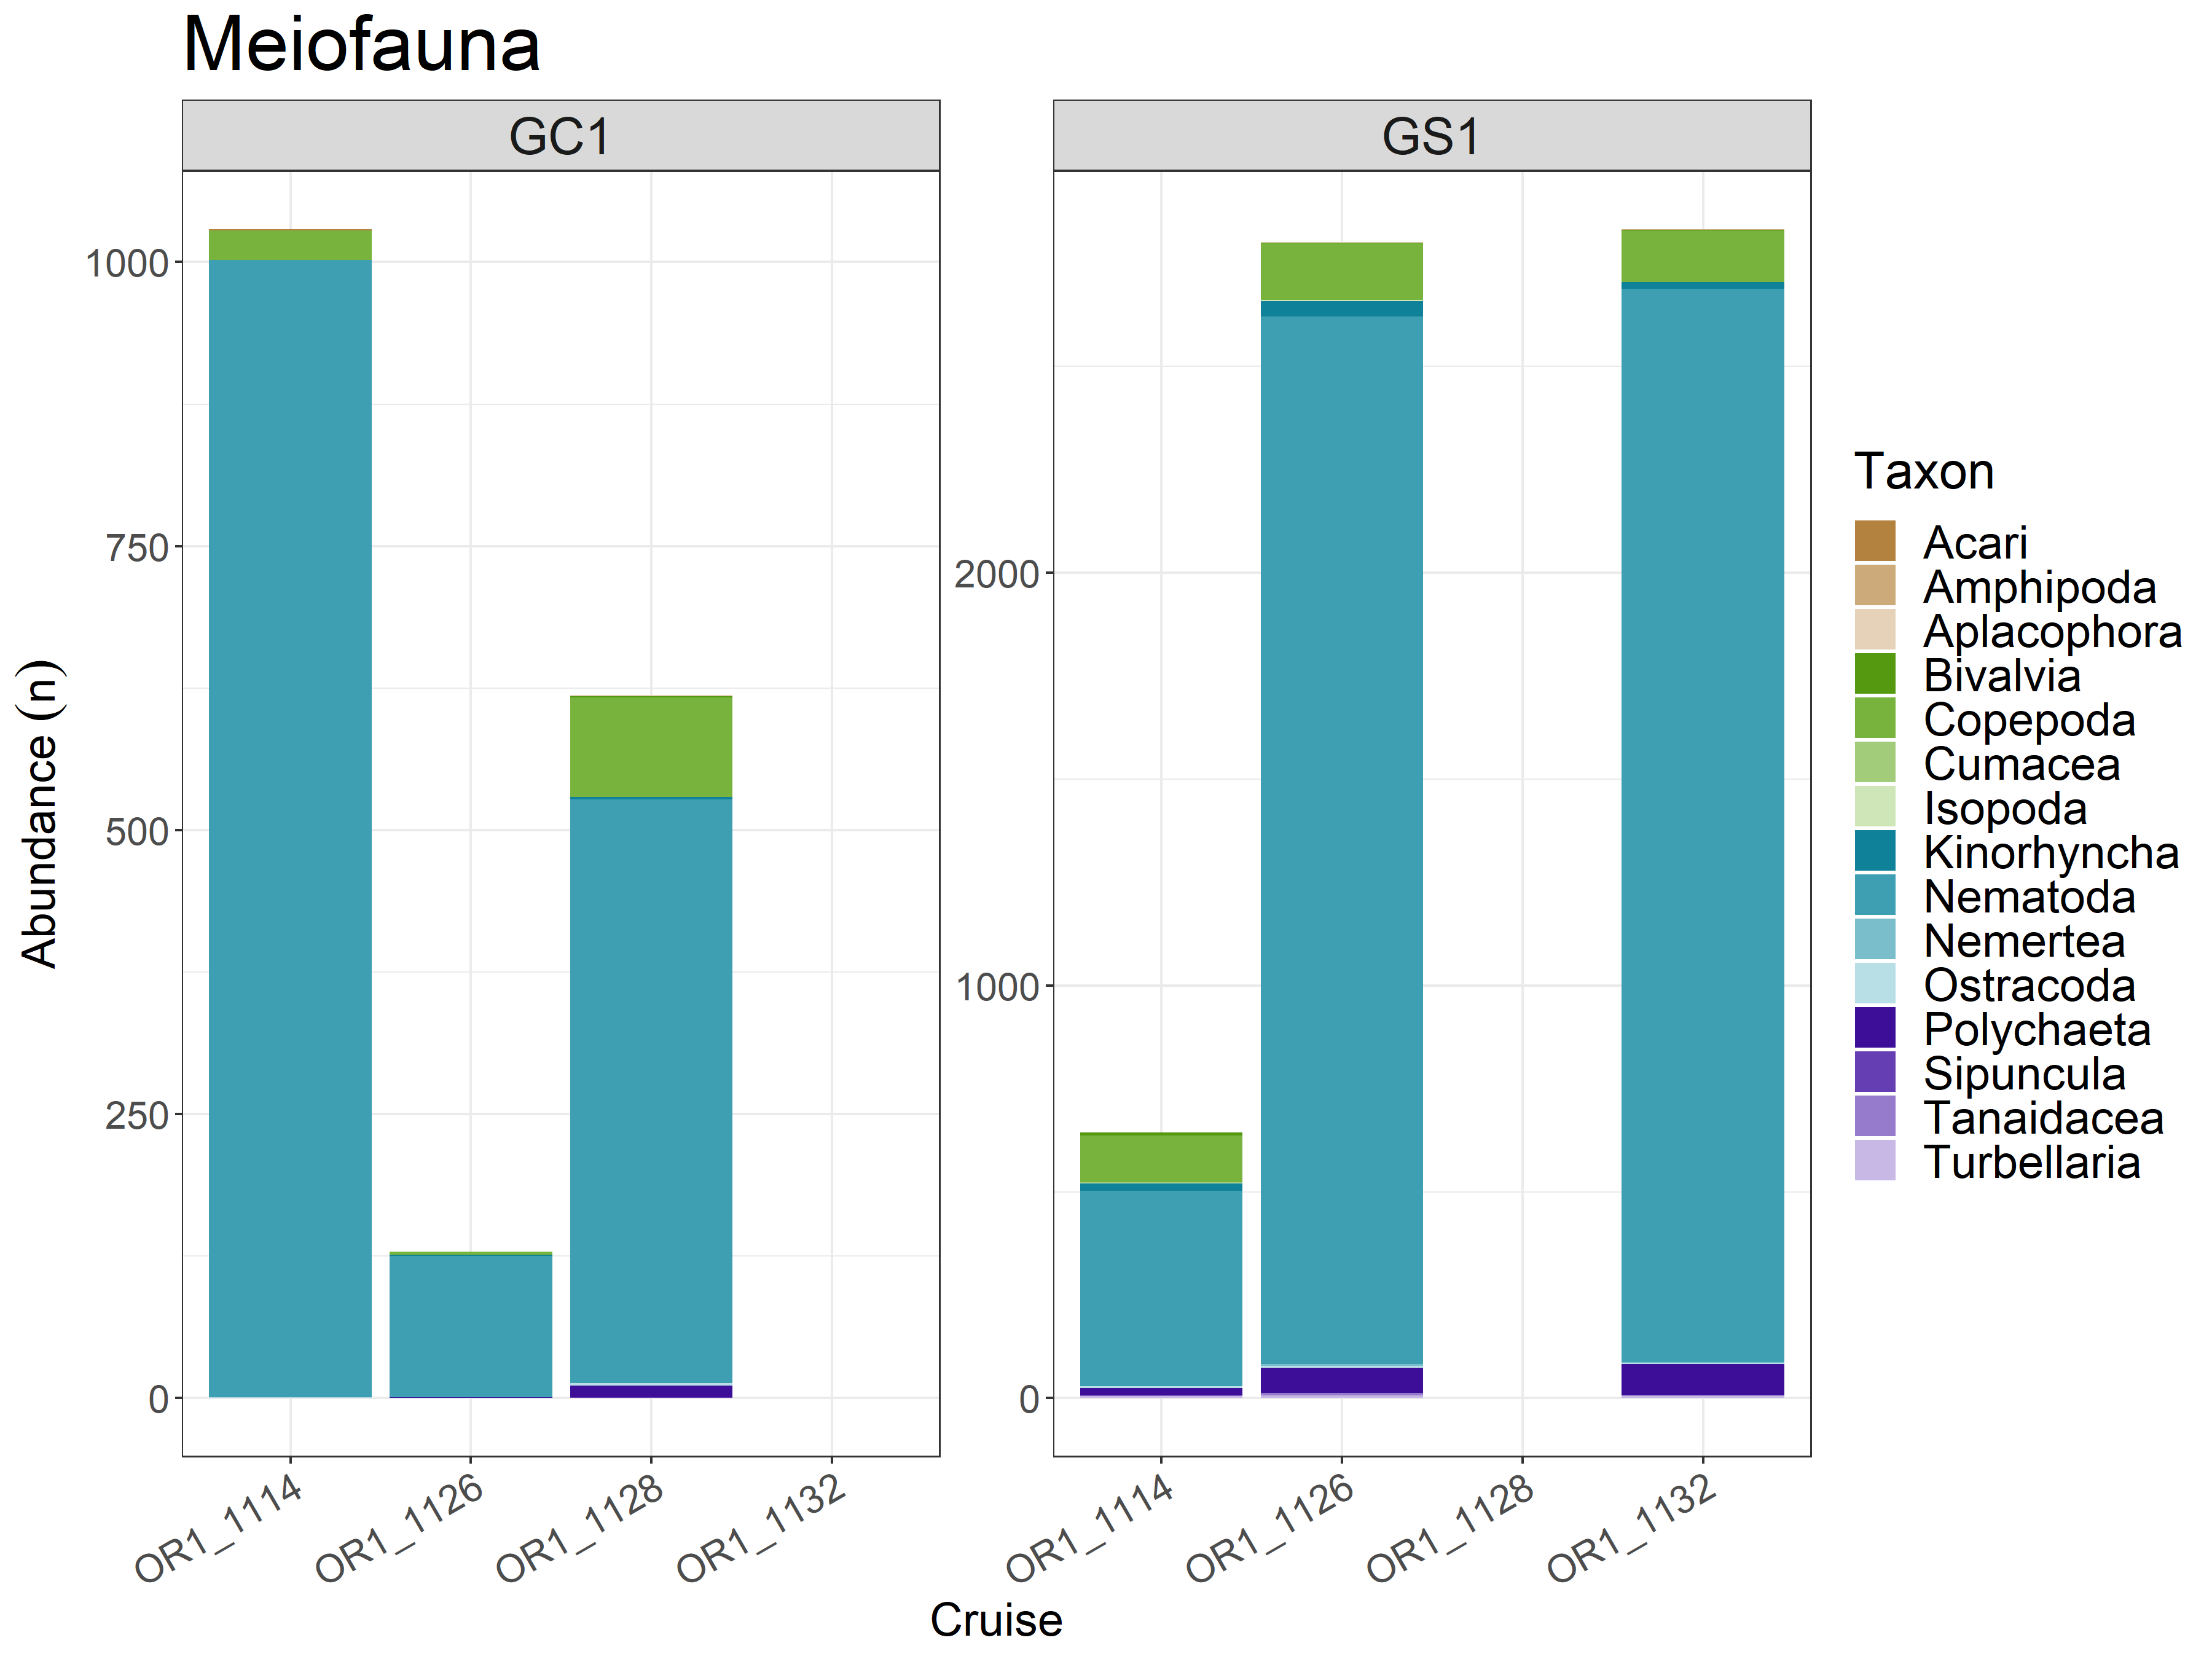 Meiofauna
GC1
GS1
Abundance (n)
1000
750
500
250
0
2000
1000
0
OR1_1114
OR1_1126
OR1_1128
OR1_1132
OR1_1114
OR1_1126
OR1_1128
OR1_1132
Cruise
Taxon
Acari
Amphipoda
Aplacophora
Bivalvia
Copepoda
Cumacea
Isopoda
Kinorhyncha
Nematoda
Nemertea
Ostracoda
Polychaeta
Sipuncula
Tanaidacea
Turbellaria